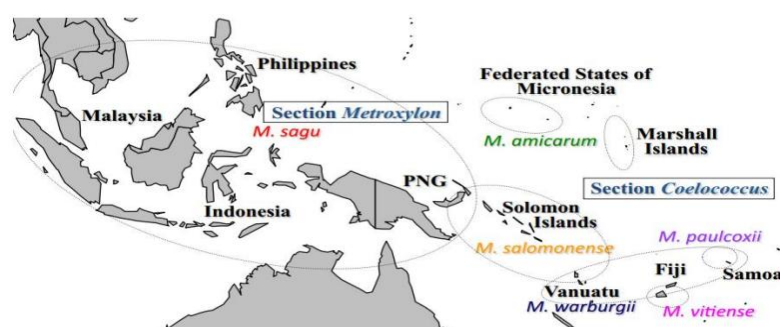 Philippines
Federated States of
Micronesia
Malaysia
Section Metroxylon
M. sagu
M. amicarum
Marshall
Islands
PNG
Section Coelococcus
Indonesia
Solomon
Islands
M. salomonense
M. paulcoxii
Fiji
Samoa
Vanuatu
M. warburgii
M. vitiense